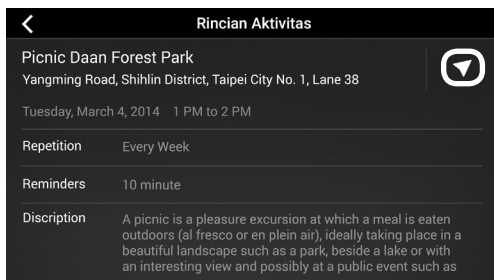 Rincian Aktivitas
Picnic Daan Forest Park
Yangming Road, Shihlin District, Taipei City No. 1, Lane 38
Tuesday, March 4, 2014 1 PM to 2 PM
Repetition Every Week
Reminders 10 minute
Discription A picnic is a pleasure excursion at which a meal is eaten
outdoors (al fresco or en plein air), ideally taking place in a
beautiful landscape such as a park, beside a lake or with
an interesting view and possibly at a public event such as